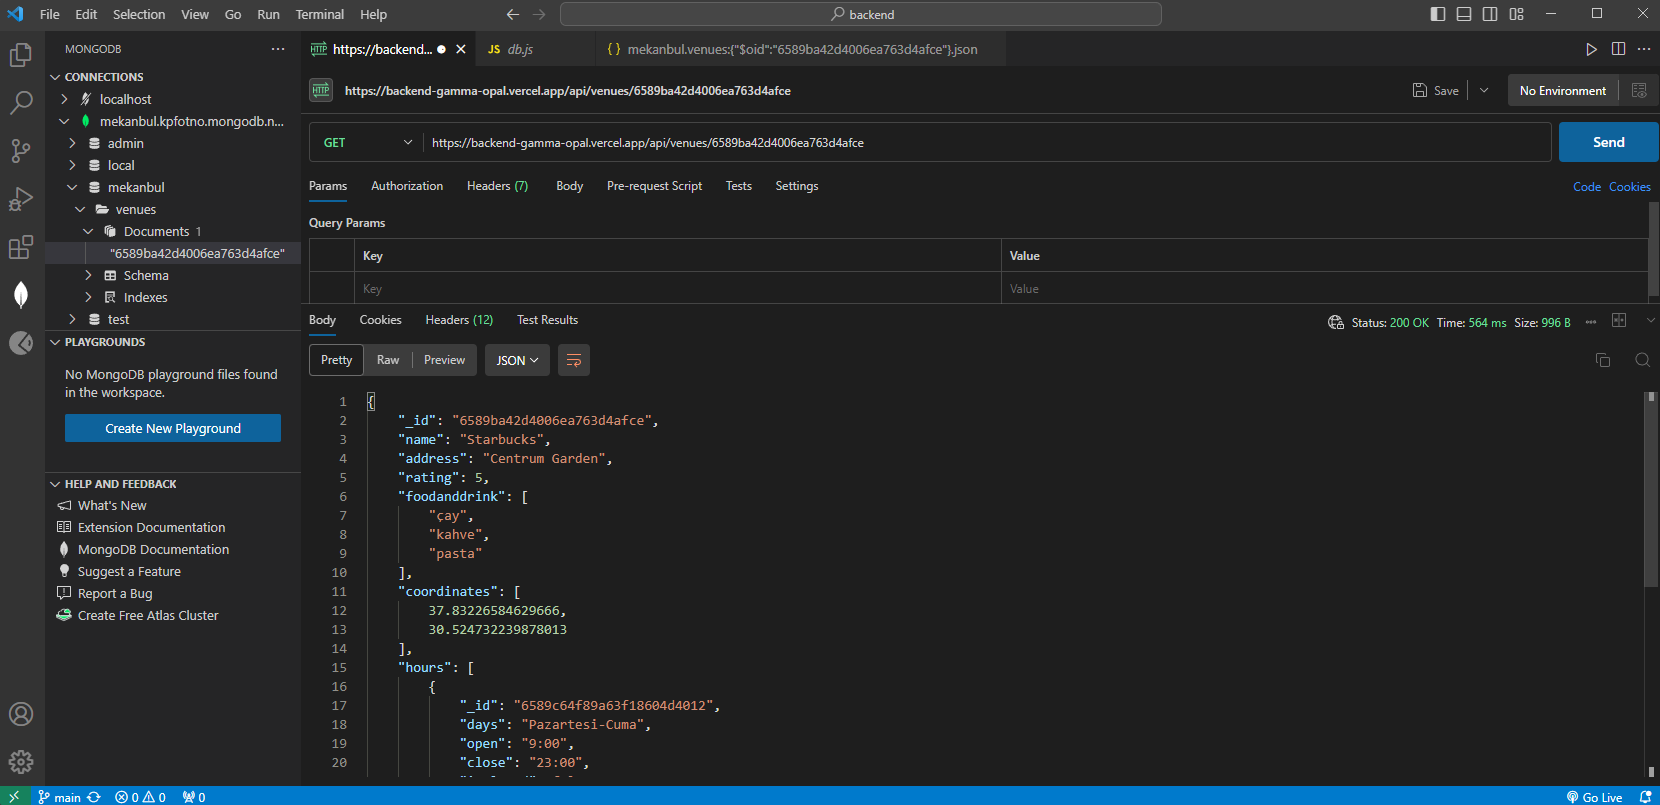 File Edit Selection View Go Run Terminal Help backend
MONGODB
CONNECTIONS
localhost
mekanbul.kpfotno.mongodb.n...
admin
local
mekanbul
venues
Documents 1
"6589ba42d4006ea763d4afce"
Schema
Indexes
test
PLAYGROUNDS
No MongoDB playground files found
in the workspace.
Create New Playground
HELP AND FEEDBACK
What's New
Extension Documentation
MongoDB Documentation
Suggest a Feature
Report a Bug
Create Free Atlas Cluster
HTTP https://backend... JS db.js {} mekanbul.venues:{"$oid":"6589ba42d4006ea763d4afce"}.json
HTTP https://backend-gamma-opal.vercel.app/api/venues/6589ba42d4006ea763d4afce Save No Environment
GET https://backend-gamma-opal.vercel.app/api/venues/6589ba42d4006ea763d4afce Send
Params Authorization Headers (7) Body Pre-request Script Tests Settings Code Cookies
Query Params
Key Value
Key Value
Body Cookies Headers (12) Test Results Status: 200 OK Time: 564 ms Size: 996 B
Pretty Raw Preview JSON
1 {
2 "_id": "6589ba42d4006ea763d4afce",
3 "name": "Starbucks",
4 "address": "Centrum Garden",
5 "rating": 5,
6 "foodanddrink": [
7 "çay",
8 "kahve",
9 "pasta"
10 ],
11 "coordinates": [
12 37.83226584629666,
13 30.524732239878013
14 ],
15 "hours": [
16 {
17 "_id": "6589c64f89a63f18604d4012",
18 "days": "Pazartesi-Cuma",
19 "open": "9:00",
20 "close": "23:00",
main 0 0 0 Go Live